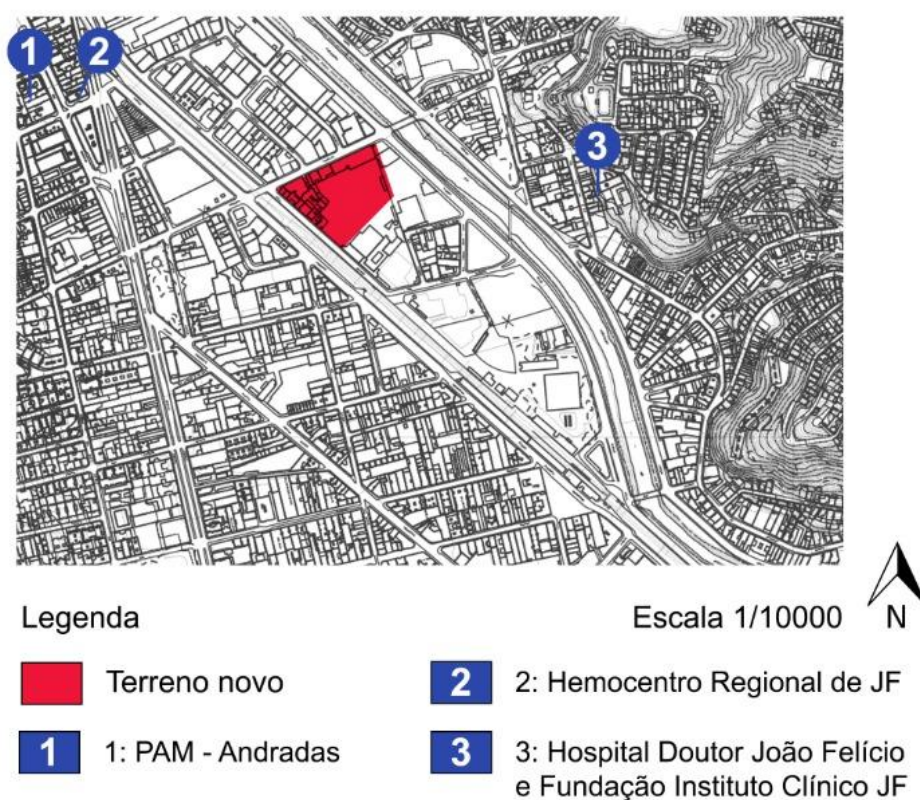 1 2
3
Legenda
Escala 1/10000
N
Terreno novo
2 2: Hemocentro Regional de JF
1 1: PAM - Andradas
3 3: Hospital Doutor João Felício
e Fundação Instituto Clínico JF